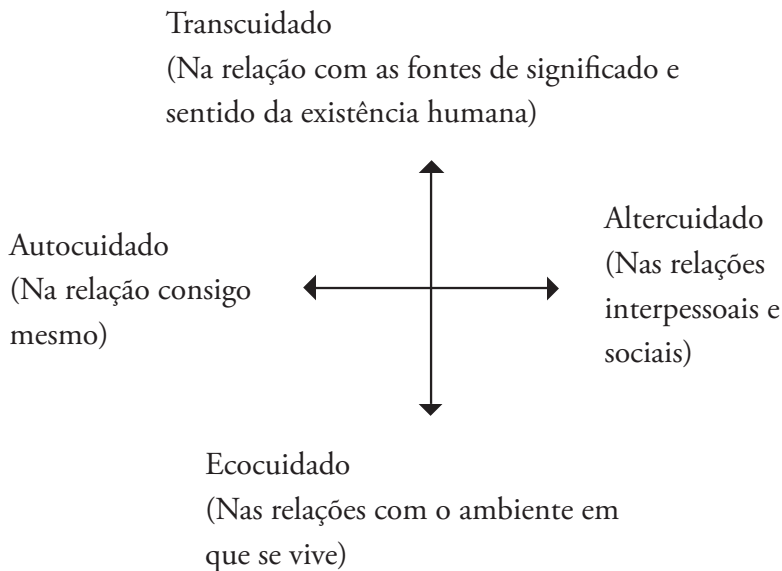 Transcuidado
(Na relação com as fontes de significado e
sentido da existência humana)
Autocuidado
(Na relação consigo
mesmo)
Altercuidado
(Nas relações
interpessoais e
sociais)
Ecocuidado
(Nas relações com o ambiente em
que se vive)